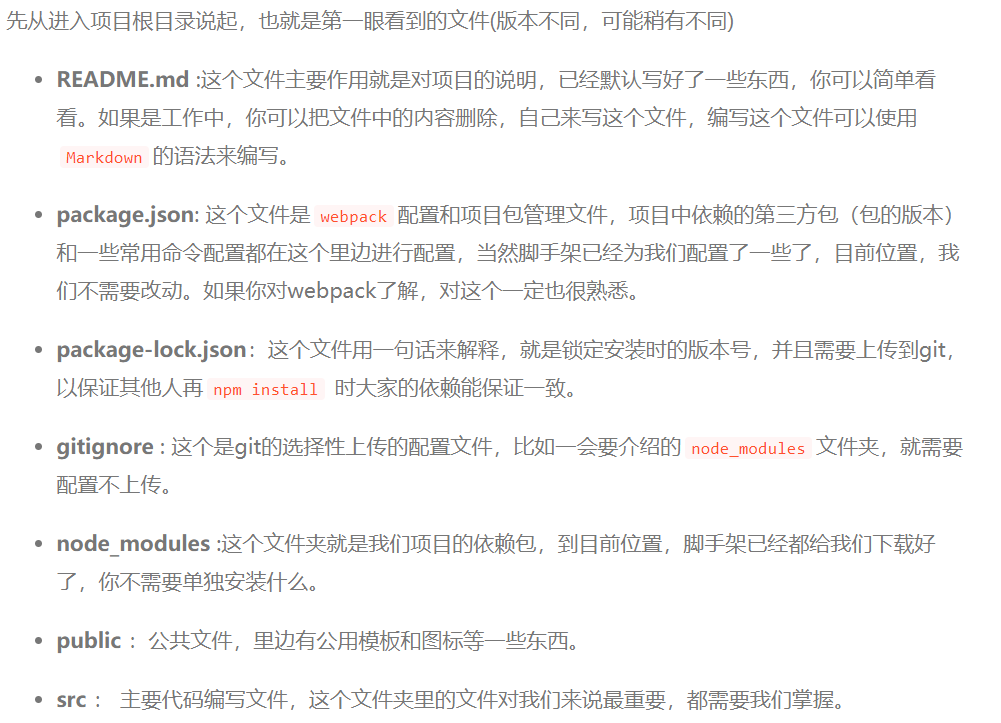 先从进入项目根目录说起，也就是第一眼看到的文件(版本不同，可能稍有不同)
README.md :这个文件主要作用就是对项目的说明，已经默认写好了一些东西，你可以简单看
看。如果是工作中，你可以把文件中的内容删除，自己来写这个文件，编写这个文件可以使用
Markdown 的语法来编写。
package.json: 这个文件是 webpack 配置和项目包管理文件，项目中依赖的第三方包（包的版本）
和一些常用命令配置都在这个里边进行配置，当然脚手架已经为我们配置了一些了，目前位置，我
们不需要改动。如果你对webpack了解，对这个一定也很熟悉。
package-lock.json：这个文件用一句话来解释，就是锁定安装时的版本号，并且需要上传到git，
以保证其他人再 npm install 时大家的依赖能保证一致。
gitignore : 这个是git的选择性上传的配置文件，比如一会要介绍的 node_modules 文件夹，就需要
配置不上传。
node_modules :这个文件夹就是我们项目的依赖包，到目前位置，脚手架已经都给我们下载好
了，你不需要单独安装什么。
public ：公共文件，里边有公用模板和图标等一些东西。
src ： 主要代码编写文件，这个文件夹里的文件对我们来说最重要，都需要我们掌握。